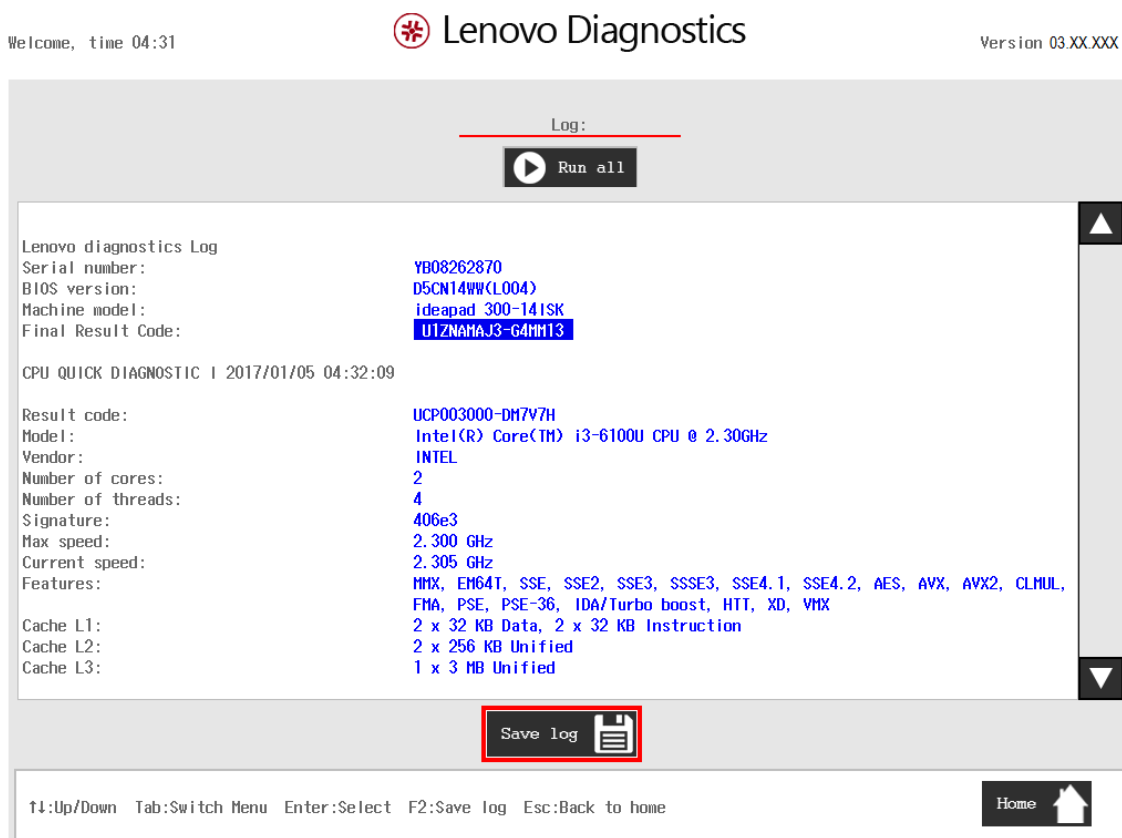 Welcome, time 04:31
Lenovo Diagnostics
Version 03.XX.XXX
Log:
Run all
Lenovo diagnostics Log
Serial number: YB08262870
BIOS version: D5CN14WW(L004)
Machine model: ideapad 300-14ISK
Final Result Code: U1ZNAMAJ3-G4MM13
CPU QUICK DIAGNOSTIC | 2017/01/05 04:32:09
Result code: UCP003000-DM7V7H
Model: Intel(R) Core(TM) i3-6100U CPU @ 2.30GHz
Vendor: INTEL
Number of cores: 2
Number of threads: 4
Signature: 406e3
Max speed: 2.300 GHz
Current speed: 2.305 GHz
Features: MMX, EM64T, SSE, SSE2, SSE3, SSSE3, SSE4.1, SSE4.2, AES, AVX, AVX2, CLMUL,
FMA, PSE, PSE-36, IDA/Turbo boost, HTT, XD, VMX
Cache L1: 2 x 32 KB Data, 2 x 32 KB Instruction
Cache L2: 2 x 256 KB Unified
Cache L3: 1 x 3 MB Unified
Save log
↑↓:Up/Down Tab:Switch Menu Enter:Select F2:Save log Esc:Back to home
Home